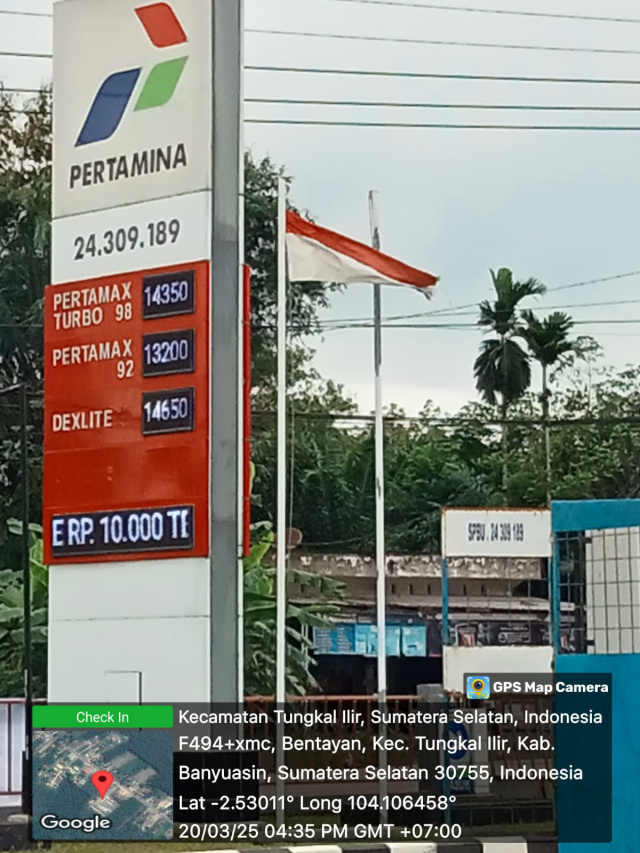 PERTAMINA
24.309.189
PERTAMAX
TURBO 98
14350
PERTAMAX
92
13200
DEXLITE
14650
E RP. 10.000 TE
SPBU . 24 309 189
GPS Map Camera
Check In
Kecamatan Tungkal Ilir, Sumatera Selatan, Indonesia
F494+xmc, Bentayan, Kec. Tungkal Ilir, Kab.
Banyuasin, Sumatera Selatan 30755, Indonesia
Lat -2.53011° Long 104.106458°
20/03/25 04:35 PM GMT +07:00
Google